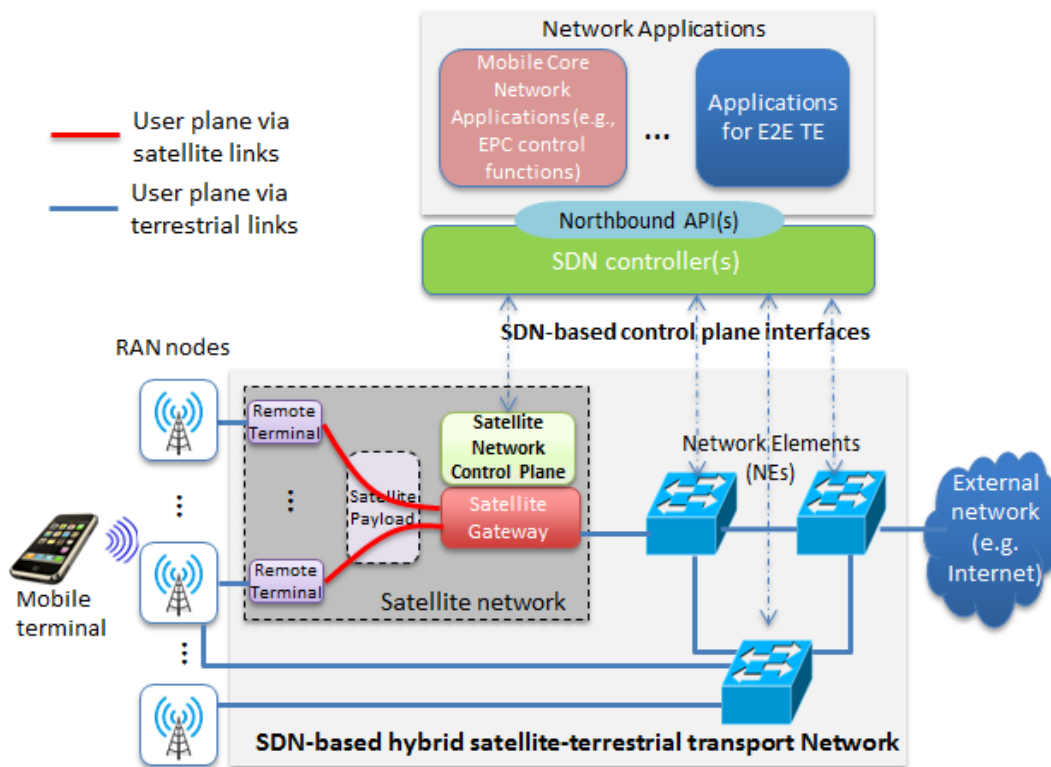 Network Applications
Mobile Core
Network
Applications (e.g.,
EPC control
functions)
...
Applications
for E2E TE
User plane via
satellite links
User plane via
terrestrial links
Northbound API(s)
SDN controller(s)
SDN-based control plane interfaces
RAN nodes
Remote
Terminal
Satellite
Network
Control Plane
Network Elements
(NEs)
Satellite
Payload
Satellite
Gateway
External
network
(e.g.
Internet)
Remote
Terminal
Satellite network
Mobile
terminal
SDN-based hybrid satellite-terrestrial transport Network